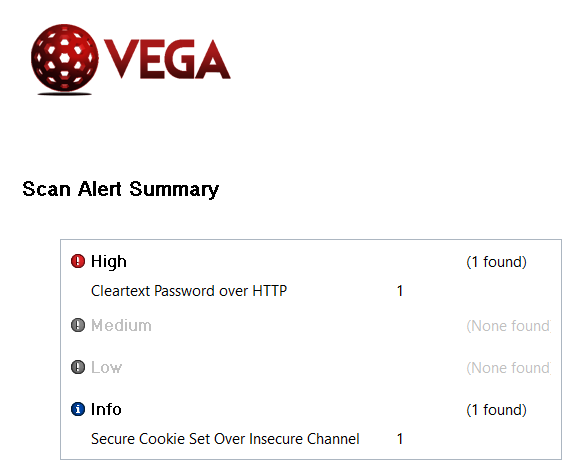 VEGA
Scan Alert Summary
High (1 found)
Cleartext Password over HTTP 1
Medium (None found
Low (None found
Info (1 found)
Secure Cookie Set Over Insecure Channel 1